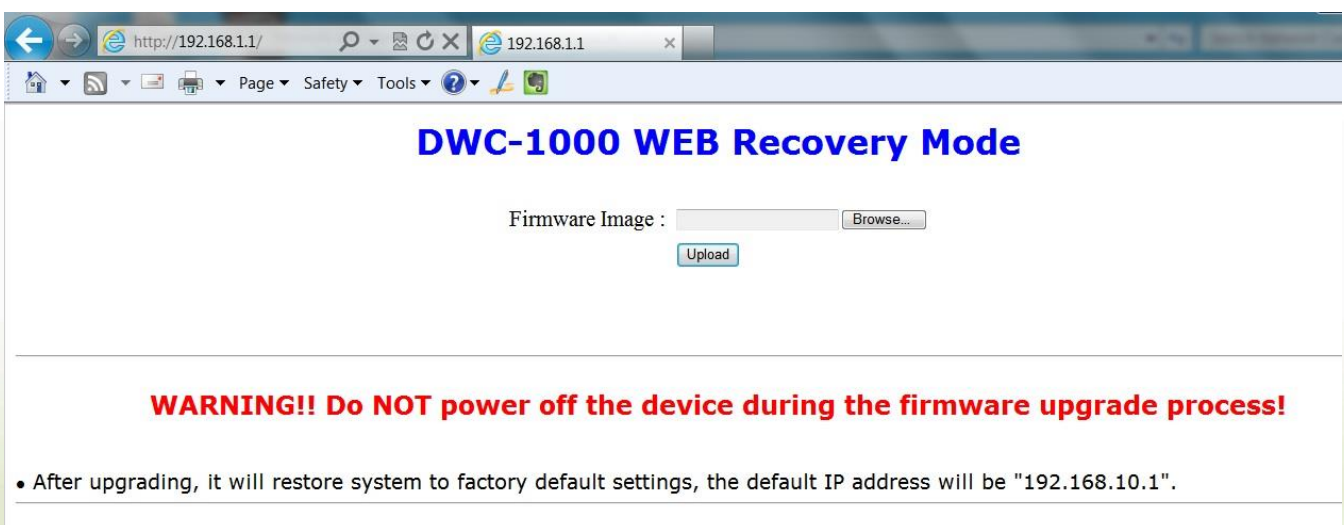 http://192.168.1.1/ 192.168.1.1
Page Safety Tools
DWC-1000 WEB Recovery Mode
Firmware Image : Browse...
Upload
WARNING!! Do NOT power off the device during the firmware upgrade process!
• After upgrading, it will restore system to factory default settings, the default IP address will be "192.168.10.1".